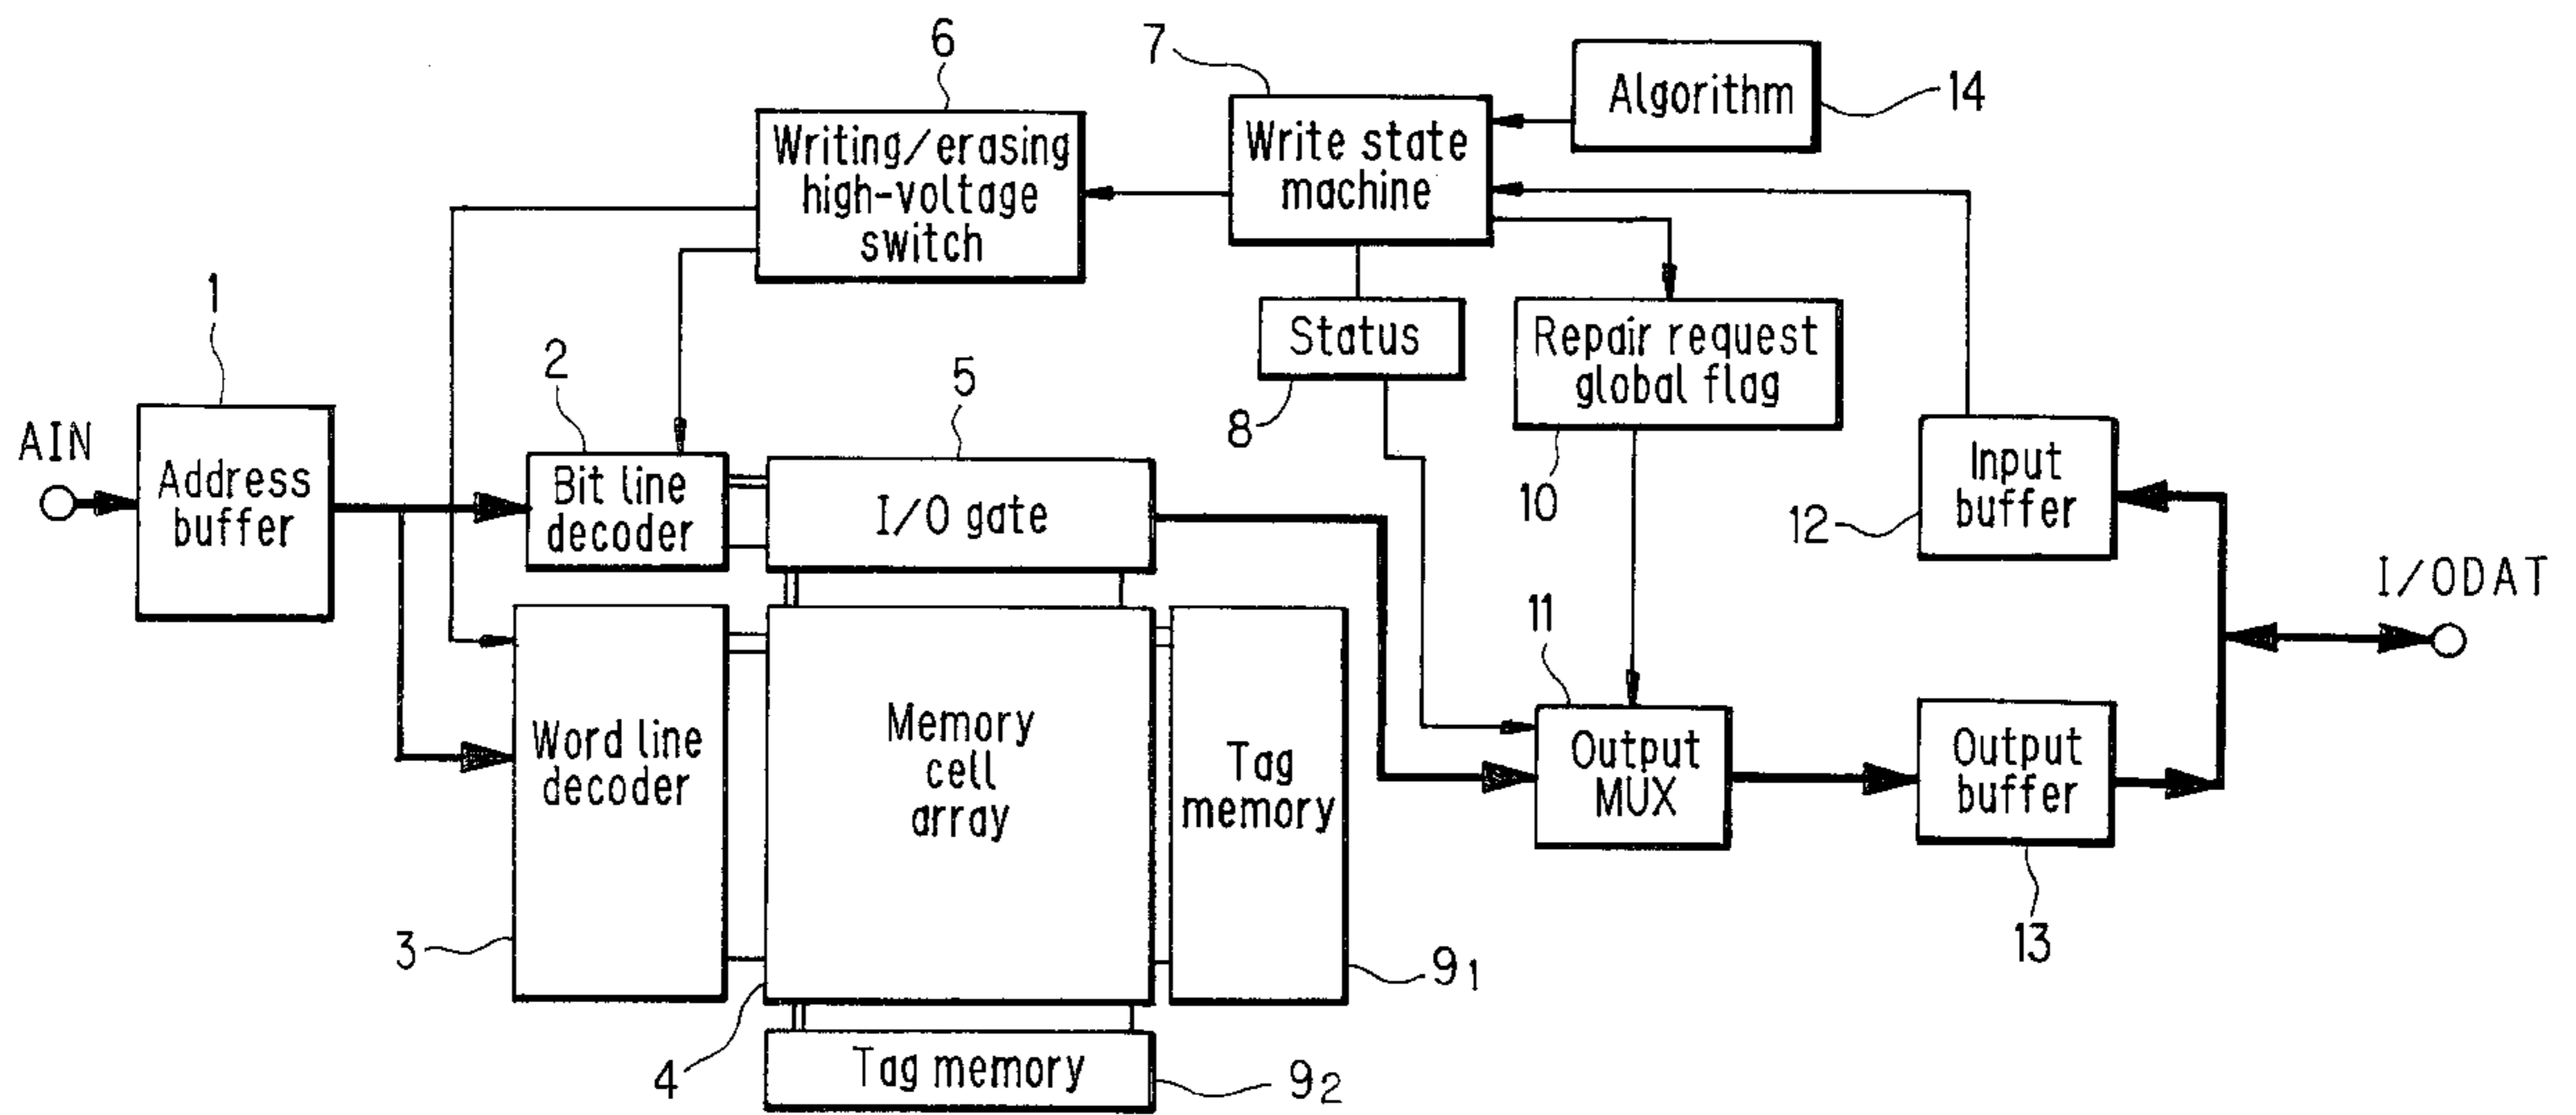 6
7
Algorithm
14
Writing/erasing
high-voltage
switch
Write state
machine
1
2
5
Status
8
Repair request
global flag
10
AIN
Address
buffer
Bit line
decoder
I/O gate
Input
buffer
12
I/ODAT
11
Word line
decoder
3
Memory
cell
array
4
Tag
memory
91
Output
MUX
Output
buffer
13
Tag memory
92